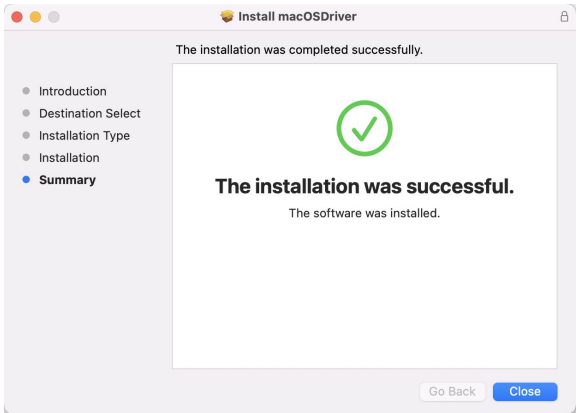 Install macOSDriver
The installation was completed successfully.
Introduction
Destination Select
Installation Type
Installation
Summary
The installation was successful.
The software was installed.
Go Back
Close